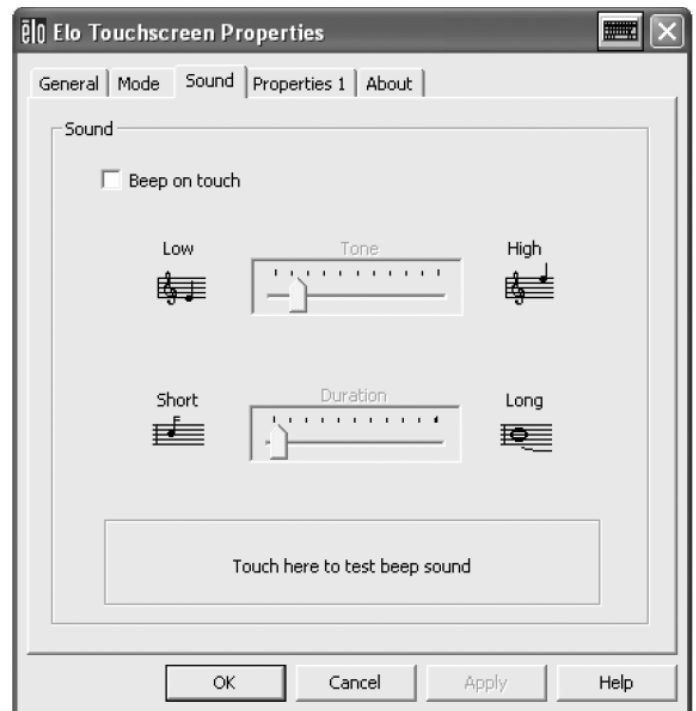 ēlo Elo Touchscreen Properties
General Mode Sound Properties 1 About
Sound
Beep on touch
Low Tone High
Short Duration Long
Touch here to test beep sound
OK Cancel Apply Help